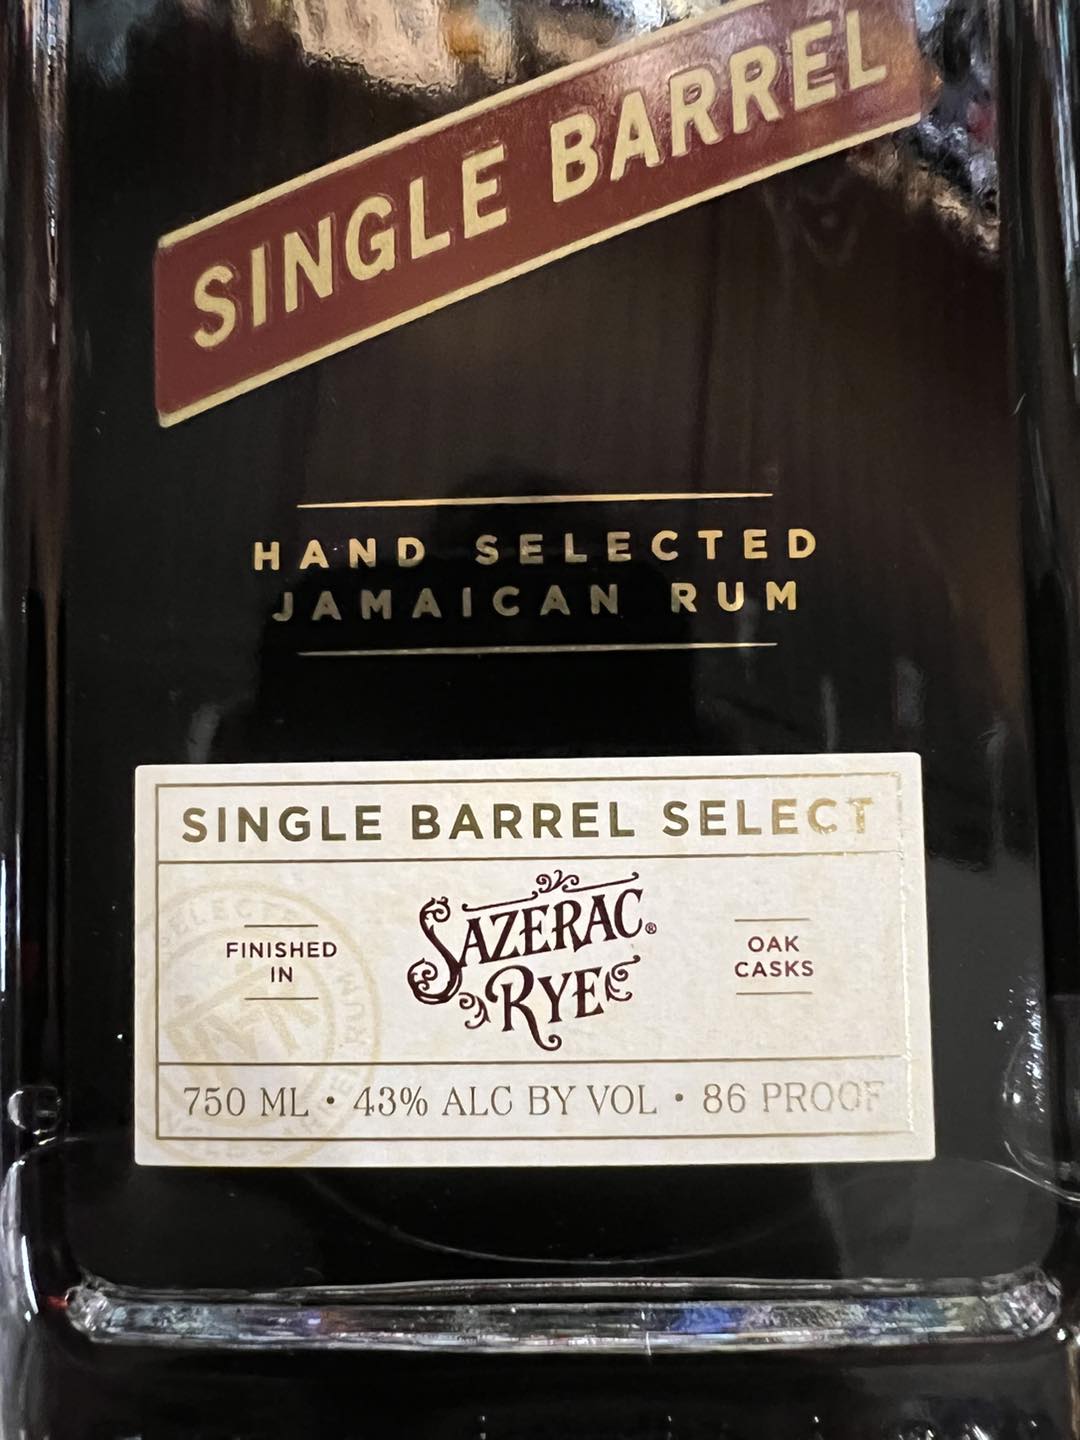 SINGLE BARREL
HAND SELECTED
JAMAICAN RUM
SINGLE BARREL SELECT
FINISHED
IN
SAZERAC®
RYE
OAK
CASKS
750 ML • 43% ALC BY VOL • 86 PROOF